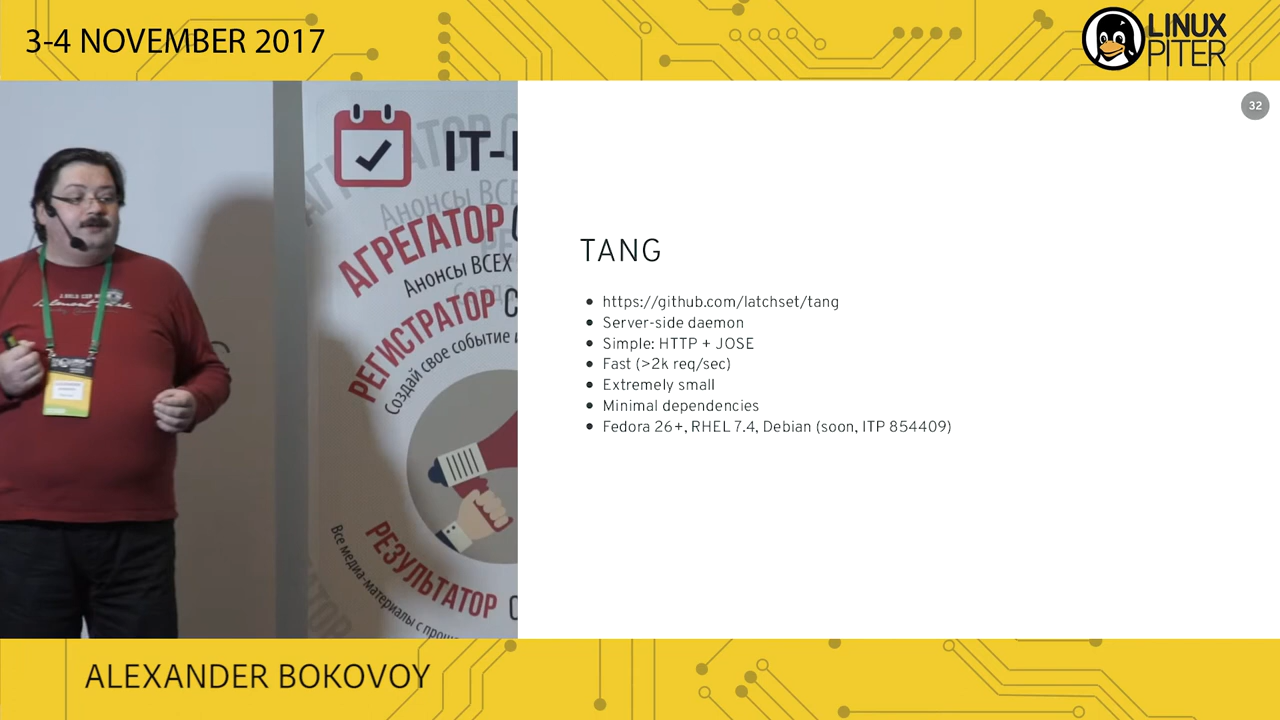 3-4 NOVEMBER 2017
LINUX
PITER
32
IT-
АГРЕГАТОР
Анонсы ВСЕХ
РЕГИСТРАТОР
Создай свое событие
РЕЗУЛЬТАТОР
Все медиа-материалы с
TANG
https://github.com/latchset/tang
Server-side daemon
Simple: HTTP + JOSE
Fast (>2k req/sec)
Extremely small
Minimal dependencies
Fedora 26+, RHEL 7.4, Debian (soon, ITP 854409)
ALEXANDER BOKOVOY